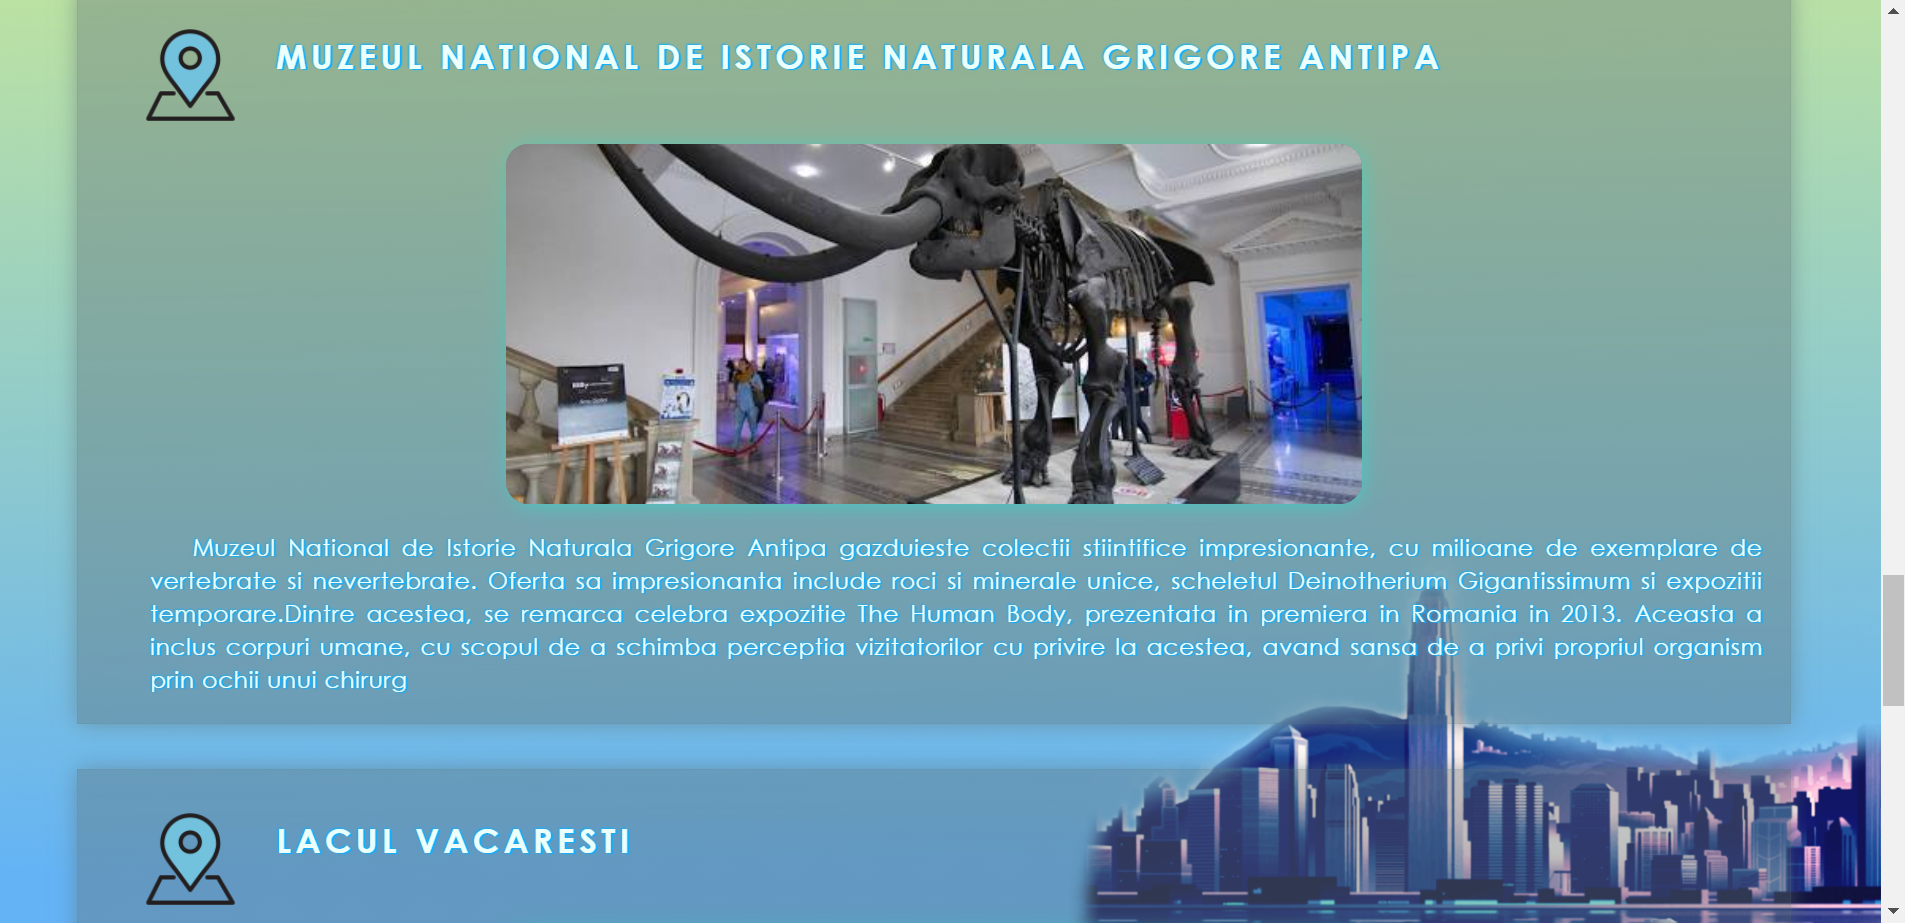 MUZEUL NATIONAL DE ISTORIE NATURALA GRIGORE ANTIPA
Muzeul National de Istorie Naturala Grigore Antipa gazduieste colectii stiintifice impresionante, cu milioane de exemplare de
vertebrate si nevertebrate. Oferta sa impresionanta include roci si minerale unice, scheletul Deinotherium Gigantissimum si expozitii
temporare.Dintre acestea, se remarca celebra expozitie The Human Body, prezentata in premiera in Romania in 2013. Aceasta a
inclus corpuri umane, cu scopul de a schimba perceptia vizitatorilor cu privire la acestea, avand sansa de a privi propriul organism
prin ochii unui chirurg
LACUL VACARESTI